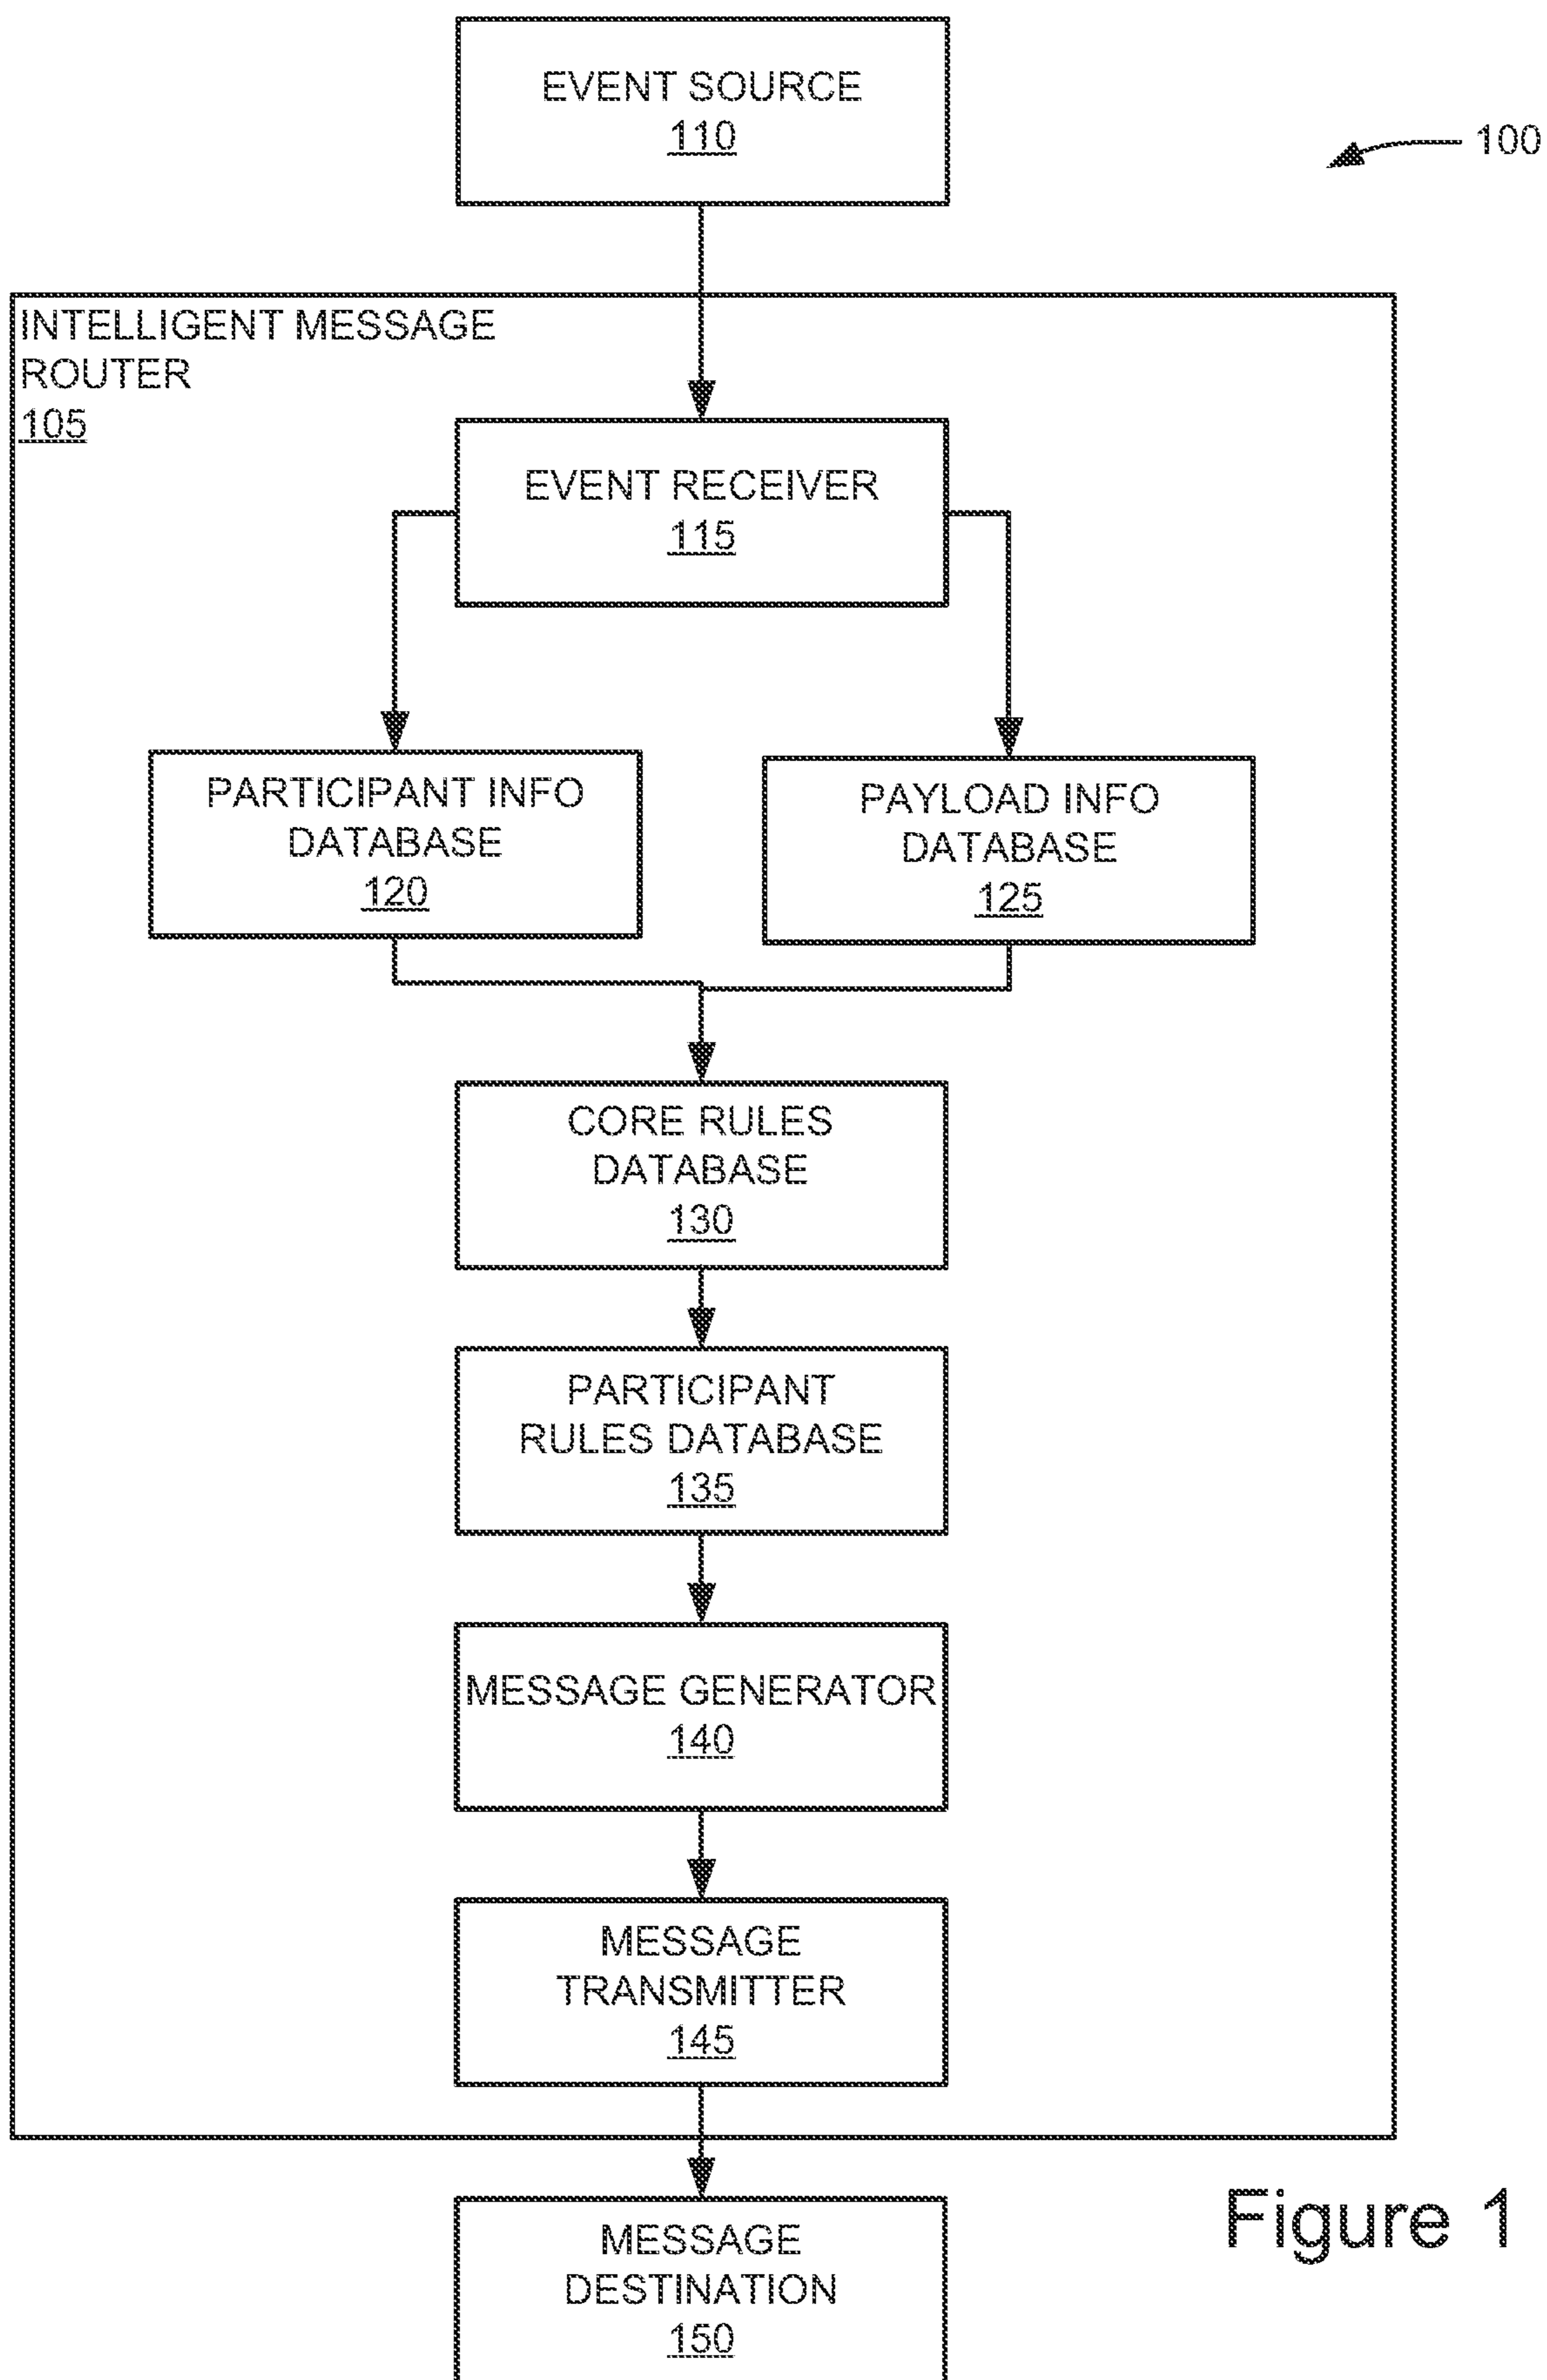 EVENT SOURCE
110
100
INTELLIGENT MESSAGE
ROUTER
105
EVENT RECEIVER
115
PARTICIPANT INFO
DATABASE
120
PAYLOAD INFO
DATABASE
125
CORE RULES
DATABASE
130
PARTICIPANT
RULES DATABASE
135
MESSAGE GENERATOR
140
MESSAGE
TRANSMITTER
145
MESSAGE
DESTINATION
150
Figure 1